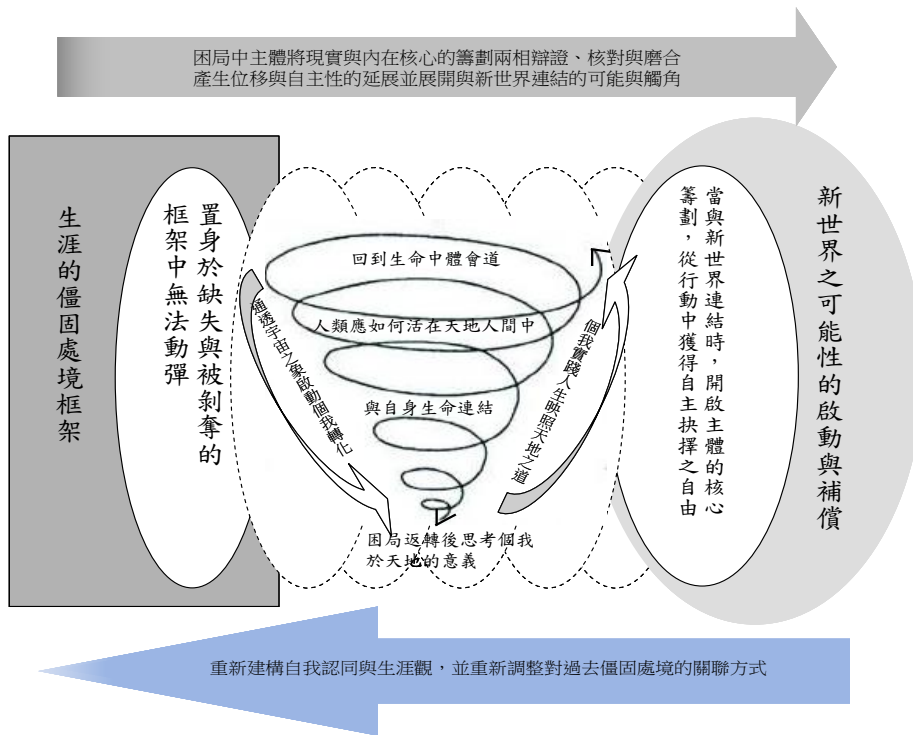 困局中主體將現實與內在核心的籌劃兩相辯證、核對與磨合
產生位移與自主性的延展並展開與新世界連結的可能與觸角
生涯的僵固處境框架
置身於缺失與被剝奪的
框架中無法動彈
通透宇宙之象啟動個我轉化
回到生命中體會道
人類應如何活在天地人間中
與自身生命連結
困局返轉後思考個我
於天地的意義
個我實踐人生映照天地之道
當與新世界連結時，開啟主體的核心
籌劃，從行動中獲得自主抉擇之自由
新世界之可能性的啟動與補償
重新建構自我認同與生涯觀，並重新調整對過去僵固處境的關聯方式